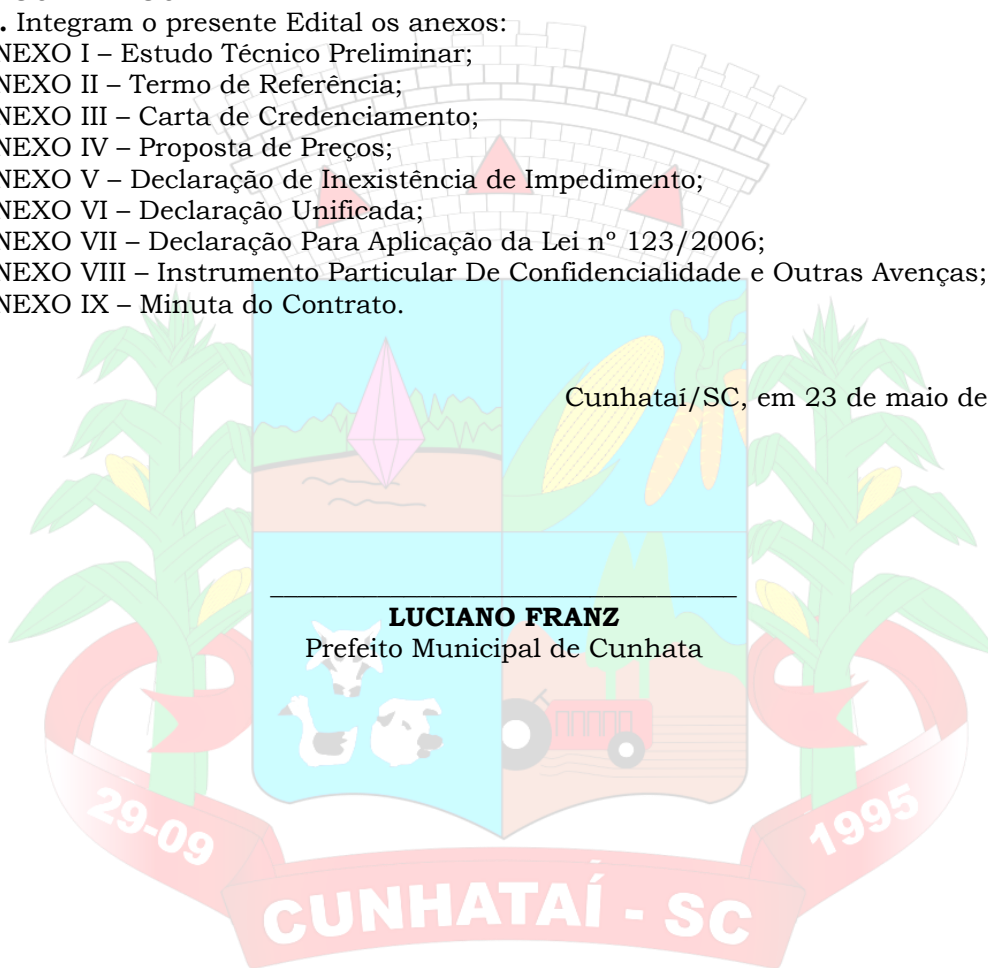 . Integram o presente Edital os anexos:
NEXO I – Estudo Técnico Preliminar;
NEXO II – Termo de Referência;
NEXO III – Carta de Credenciamento;
NEXO IV – Proposta de Preços;
NEXO V – Declaração de Inexistência de Impedimento;
NEXO VI – Declaração Unificada;
NEXO VII – Declaração Para Aplicação da Lei nº 123/2006;
NEXO VIII – Instrumento Particular De Confidencialidade e Outras Avenças;
NEXO IX – Minuta do Contrato.
Cunhataí/SC, em 23 de maio de
LUCIANO FRANZ
Prefeito Municipal de Cunhata
29-09
1995
CUNHATAÍ - SC